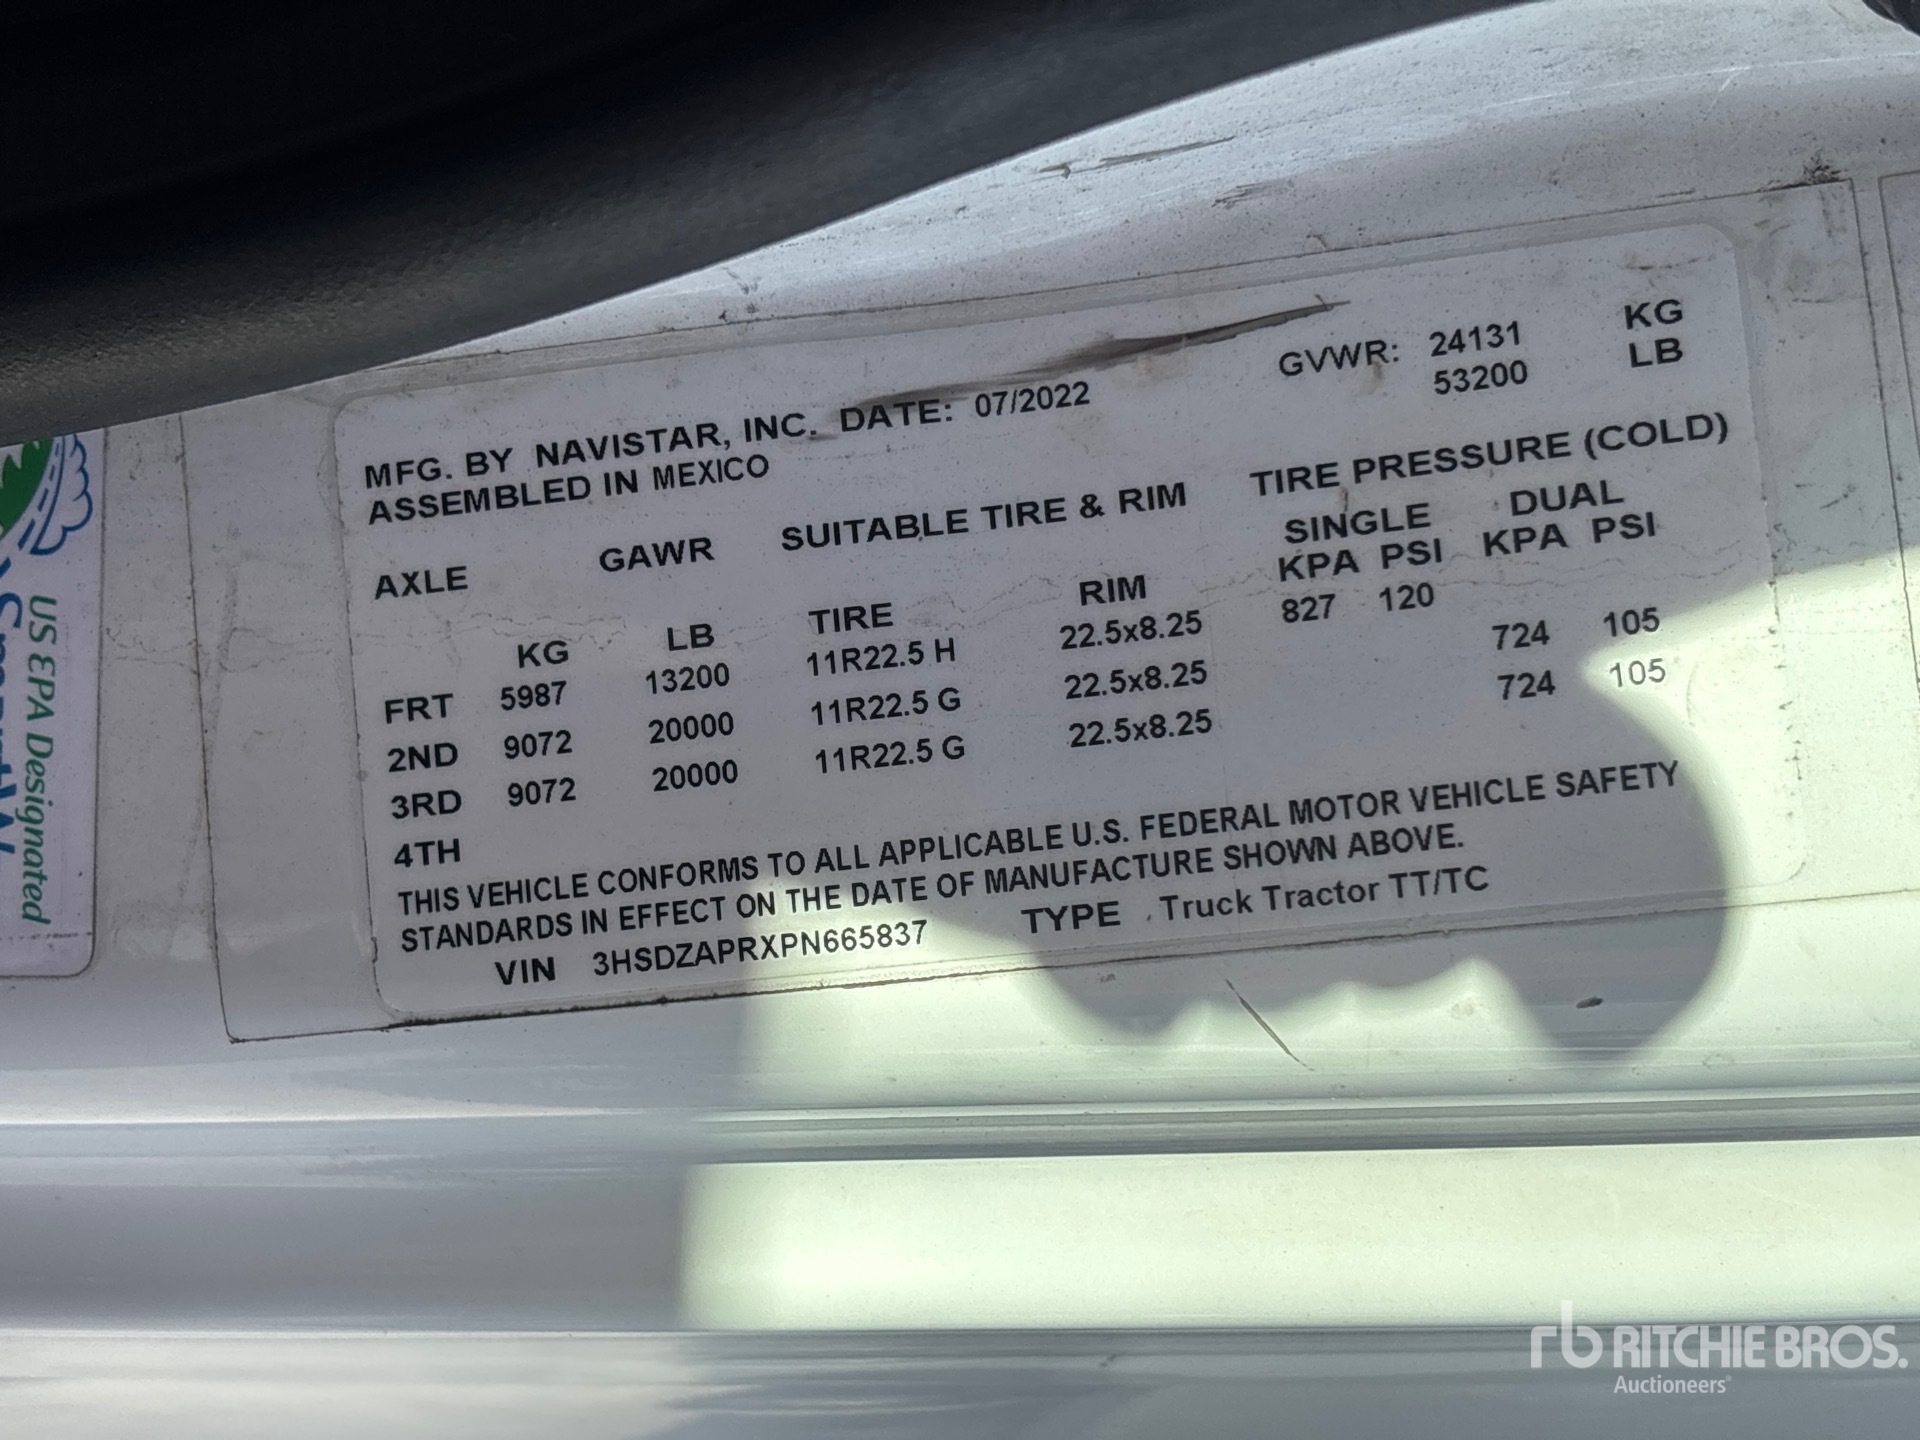 MFG. BY NAVISTAR, INC. DATE: 07/2022 GVWR: 24131 KG
53200 LB
ASSEMBLED IN MEXICO
AXLE GAWR SUITABLE TIRE & RIM TIRE PRESSURE (COLD)
SINGLE DUAL
KG LB TIRE RIM KPA PSI KPA PSI
FRT 5987 13200 11R22.5 H 22.5x8.25 827 120
2ND 9072 20000 11R22.5 G 22.5x8.25 724 105
3RD 9072 20000 11R22.5 G 22.5x8.25 724 105
4TH
THIS VEHICLE CONFORMS TO ALL APPLICABLE U.S. FEDERAL MOTOR VEHICLE SAFETY
STANDARDS IN EFFECT ON THE DATE OF MANUFACTURE SHOWN ABOVE.
VIN 3HSDZAPRXPN665837 TYPE Truck Tractor TT/TC
US EPA Designated
rb RITCHIE BROS.
Auctioneers